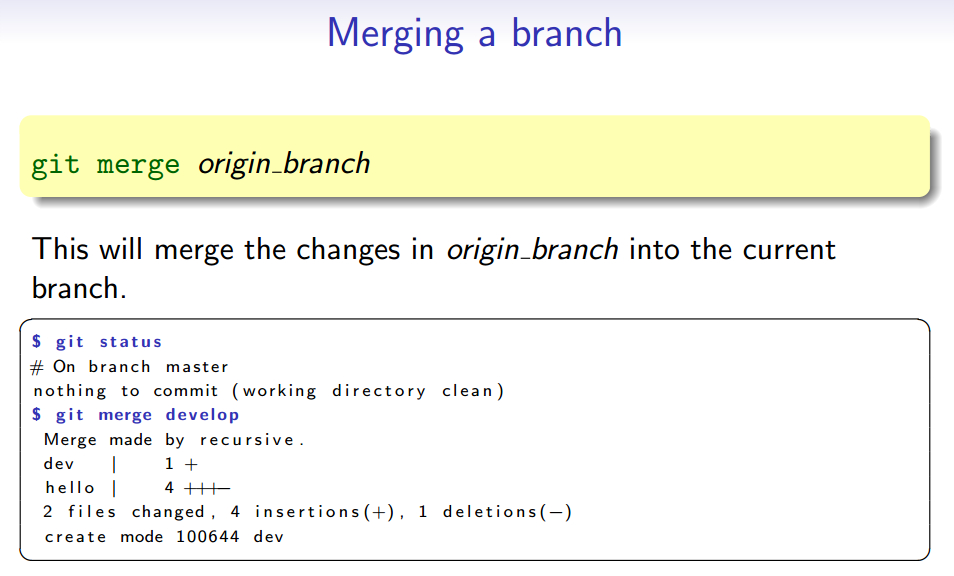 Merging a branch
git merge origin_branch
This will merge the changes in origin_branch into the current
branch.
$ git status
# On branch master
nothing to commit (working directory clean)
$ git merge develop
Merge made by recursive.
dev | 1 +
hello | 4 +++-
2 files changed, 4 insertions(+), 1 deletions(-)
create mode 100644 dev